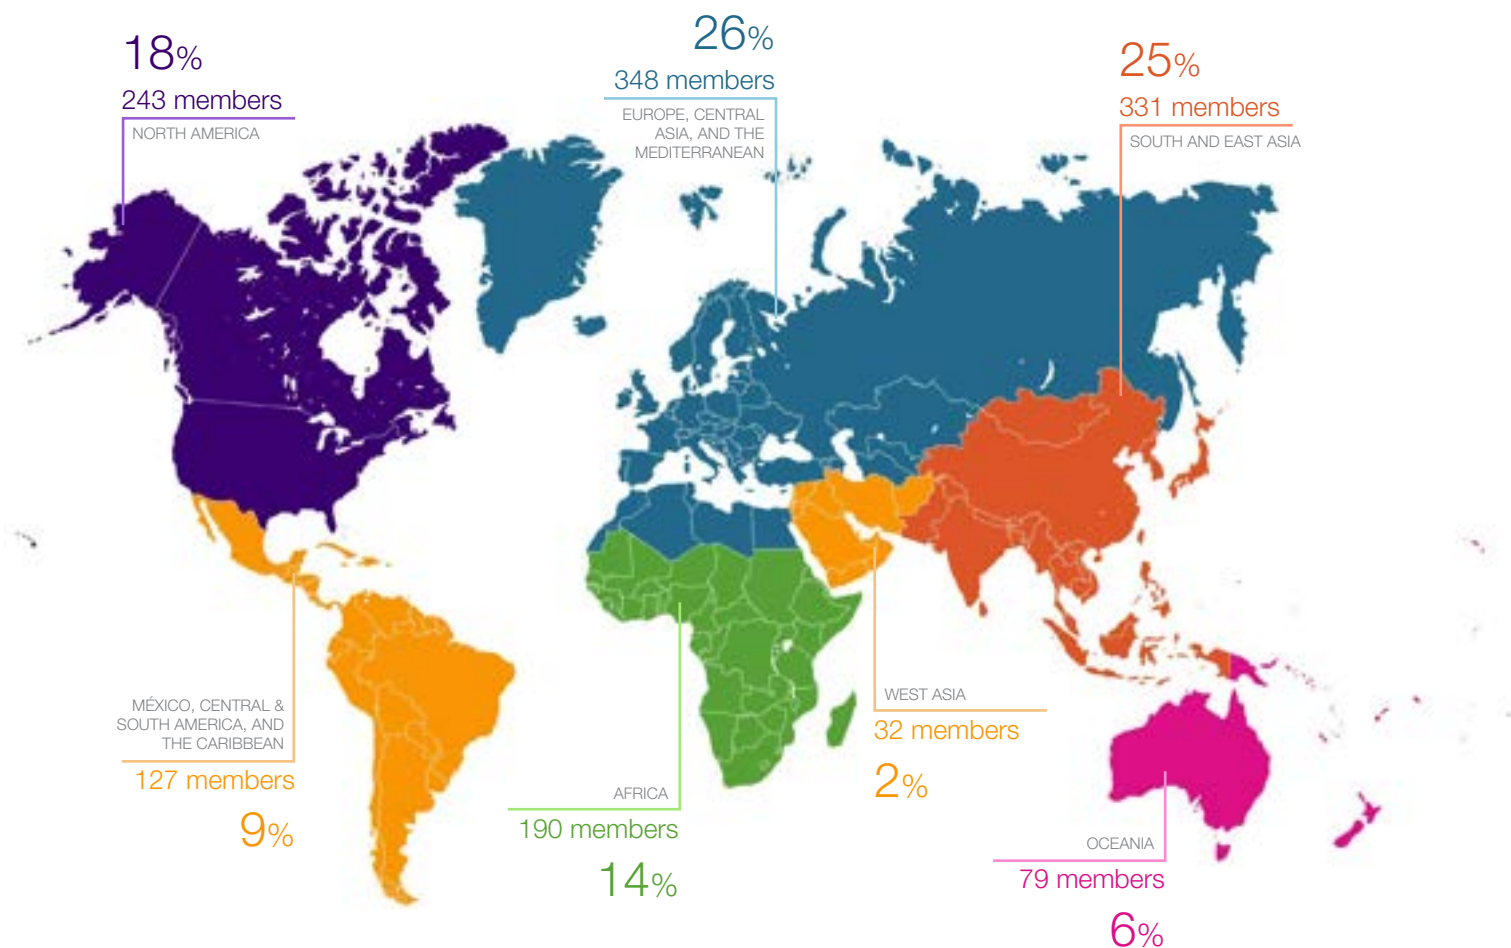 18%
243 members
NORTH AMERICA
26%
348 members
EUROPE, CENTRAL
ASIA, AND THE
MEDITERRANEAN
25%
331 members
SOUTH AND EAST ASIA
MÉXICO, CENTRAL &
SOUTH AMERICA, AND
THE CARIBBEAN
127 members
9%
AFRICA
190 members
14%
WEST ASIA
32 members
2%
OCEANIA
79 members
6%